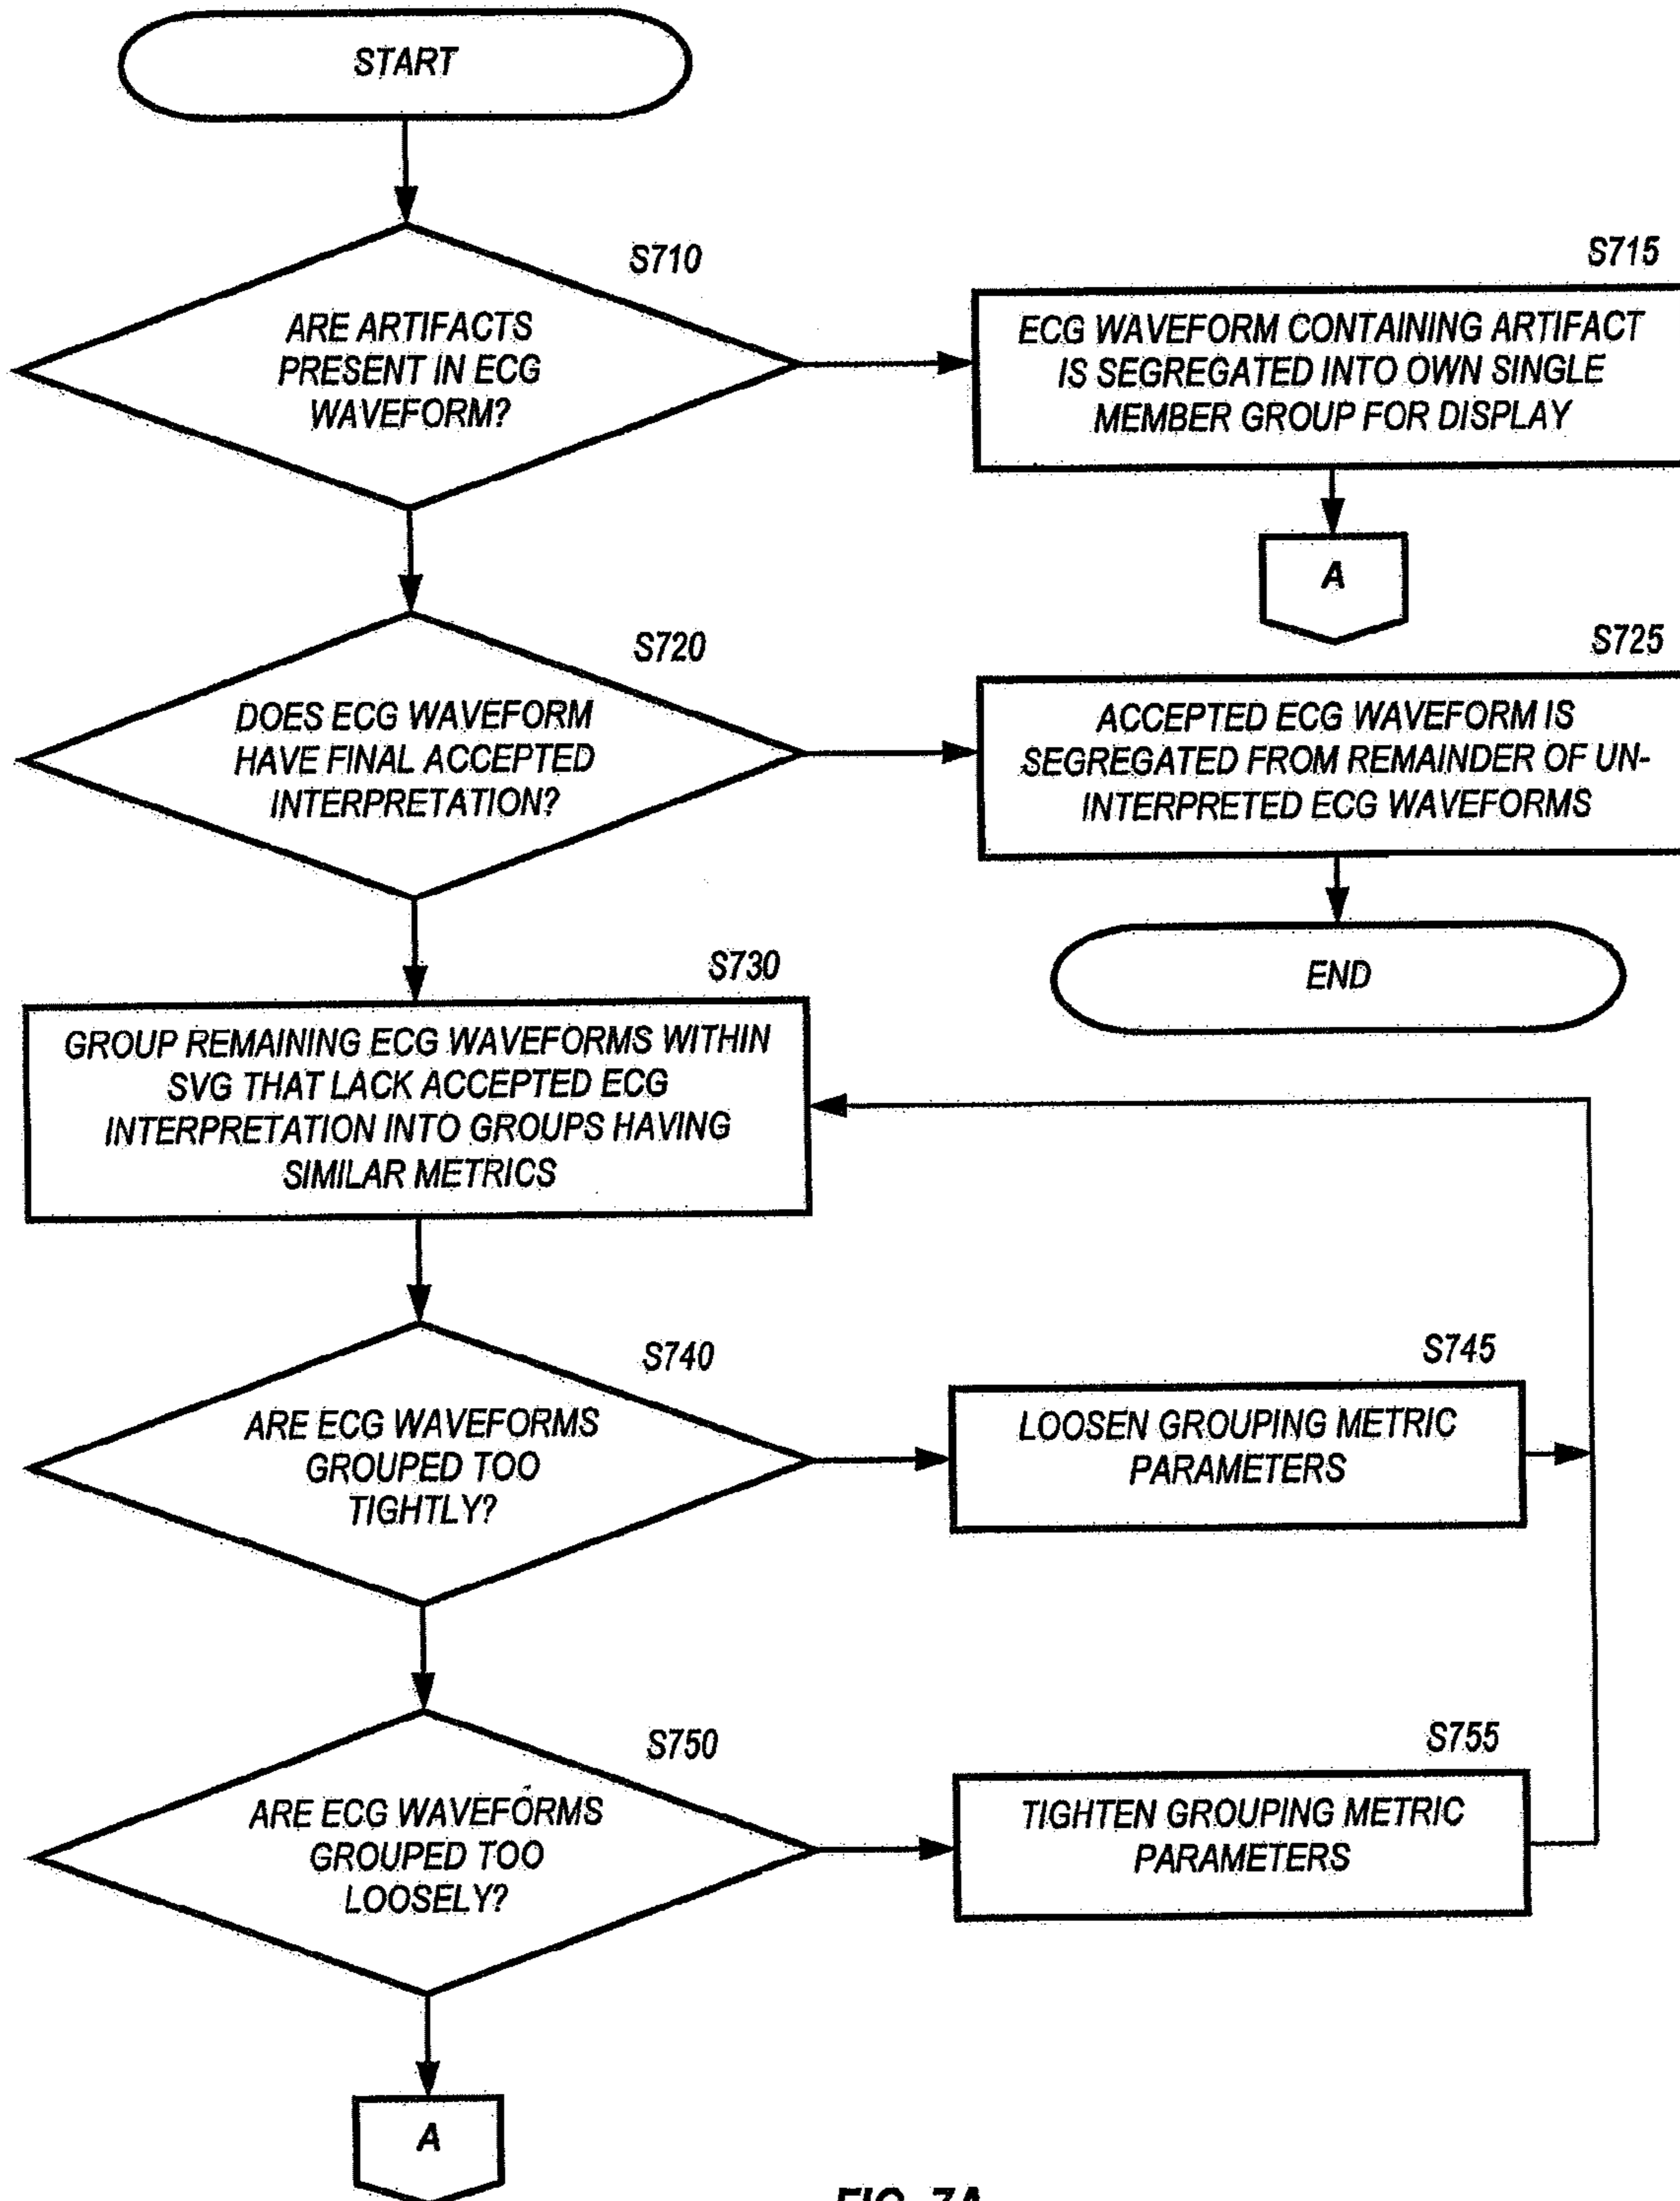 START
S710
ARE ARTIFACTS
PRESENT IN ECG
WAVEFORM?
S715
ECG WAVEFORM CONTAINING ARTIFACT
IS SEGREGATED INTO OWN SINGLE
MEMBER GROUP FOR DISPLAY
A
S720
DOES ECG WAVEFORM
HAVE FINAL ACCEPTED
INTERPRETATION?
S725
ACCEPTED ECG WAVEFORM IS
SEGREGATED FROM REMAINDER OF UN-
INTERPRETED ECG WAVEFORMS
END
S730
GROUP REMAINING ECG WAVEFORMS WITHIN
SVG THAT LACK ACCEPTED ECG
INTERPRETATION INTO GROUPS HAVING
SIMILAR METRICS
S740
ARE ECG WAVEFORMS
GROUPED TOO
TIGHTLY?
S745
LOOSEN GROUPING METRIC
PARAMETERS
S750
ARE ECG WAVEFORMS
GROUPED TOO
LOOSELY?
S755
TIGHTEN GROUPING METRIC
PARAMETERS
A
FIG. 7A